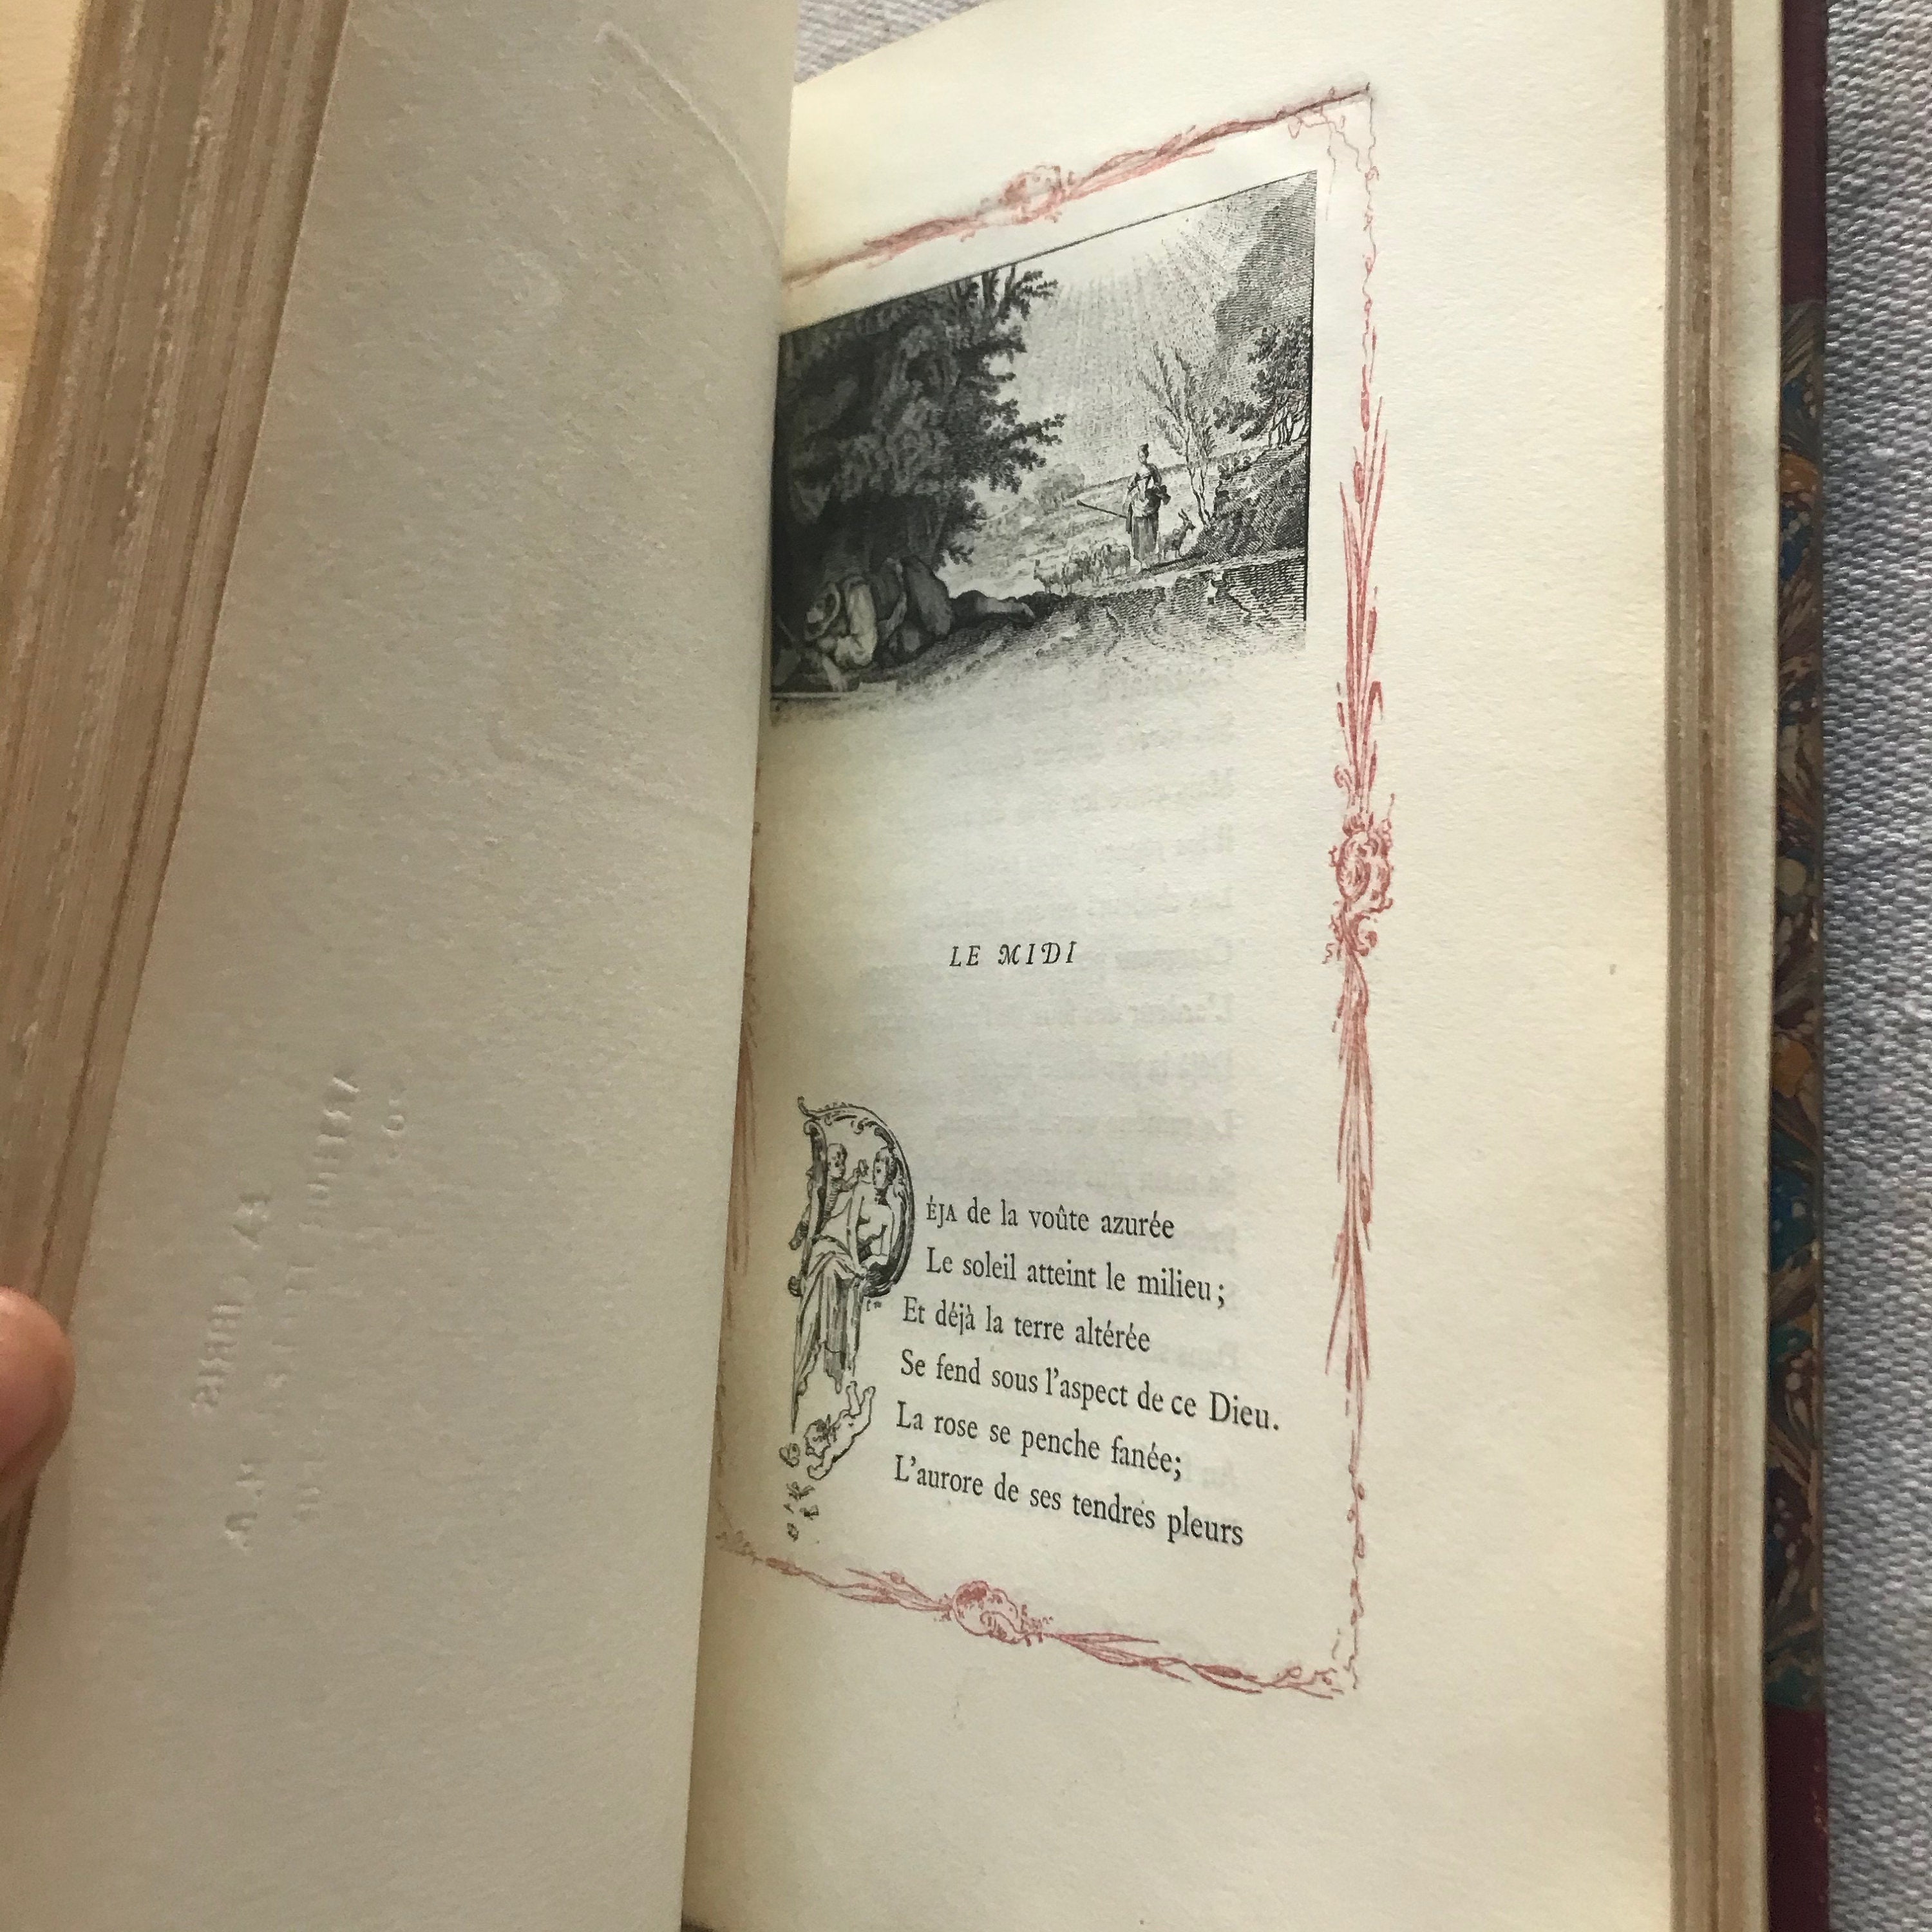 LE MIDI
DÉJA de la voûte azurée
Le soleil atteint le milieu ;
Et déjà la terre altérée
Se fend sous l'aspect de ce Dieu.
La rose se penche fanée;
L'aurore de ses tendres pleurs